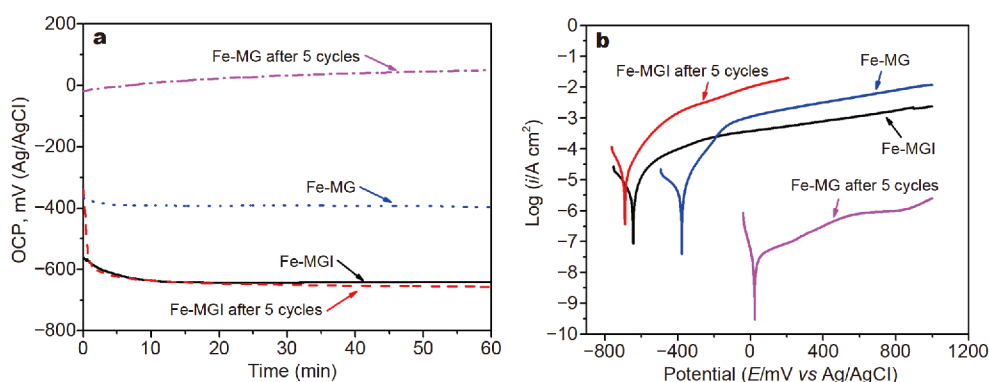 a
OCP, mV (Ag/AgCl)
200
0
−200
−400
−600
−800
Fe-MG after 5 cycles
Fe-MG
Fe-MGI
Fe-MGI after 5 cycles
0 10 20 30 40 50 60
Time (min)
b
Log (i/A cm²)
0
−1
−2
−3
−4
−5
−6
−7
−8
−9
−10
Fe-MGI after 5 cycles
Fe-MG
Fe-MGI
Fe-MG after 5 cycles
−800 −400 0 400 800 1200
Potential (E/mV vs Ag/AgCl)